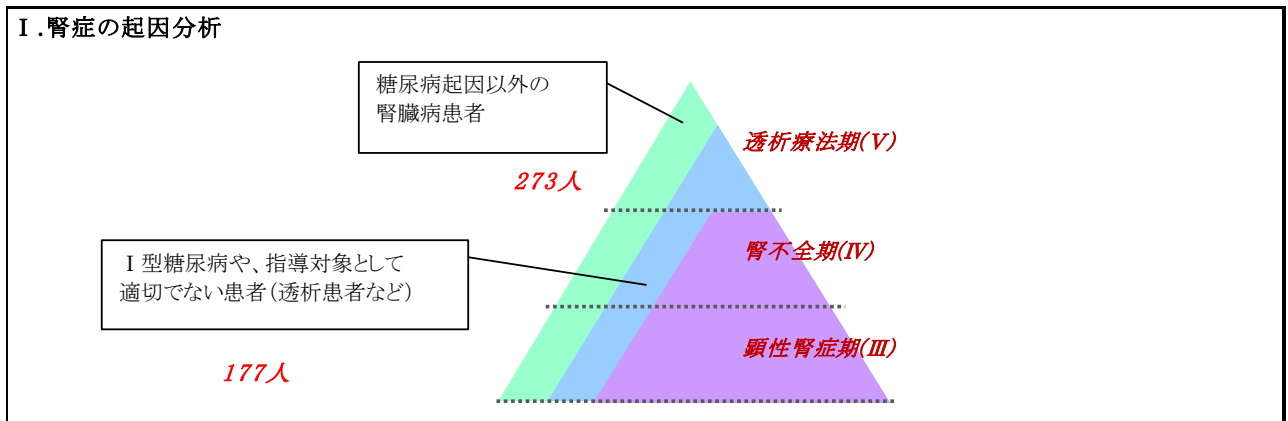 Ⅰ.腎症の起因分析
糖尿病起因以外の
腎臓病患者
透析療法期(Ⅴ)
273人
腎不全期(Ⅳ)
Ⅰ型糖尿病や、指導対象として
適切でない患者(透析患者など)
顕性腎症期(Ⅲ)
177人